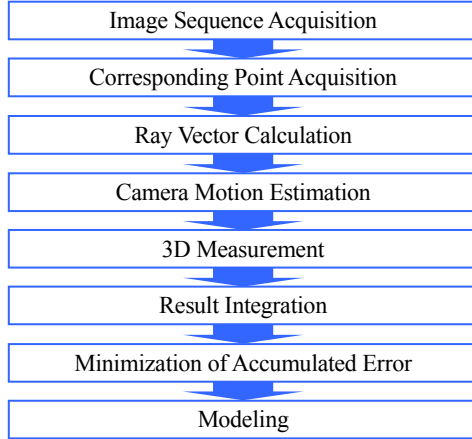 Image Sequence Acquisition
Corresponding Point Acquisition
Ray Vector Calculation
Camera Motion Estimation
3D Measurement
Result Integration
Minimization of Accumulated Error
Modeling